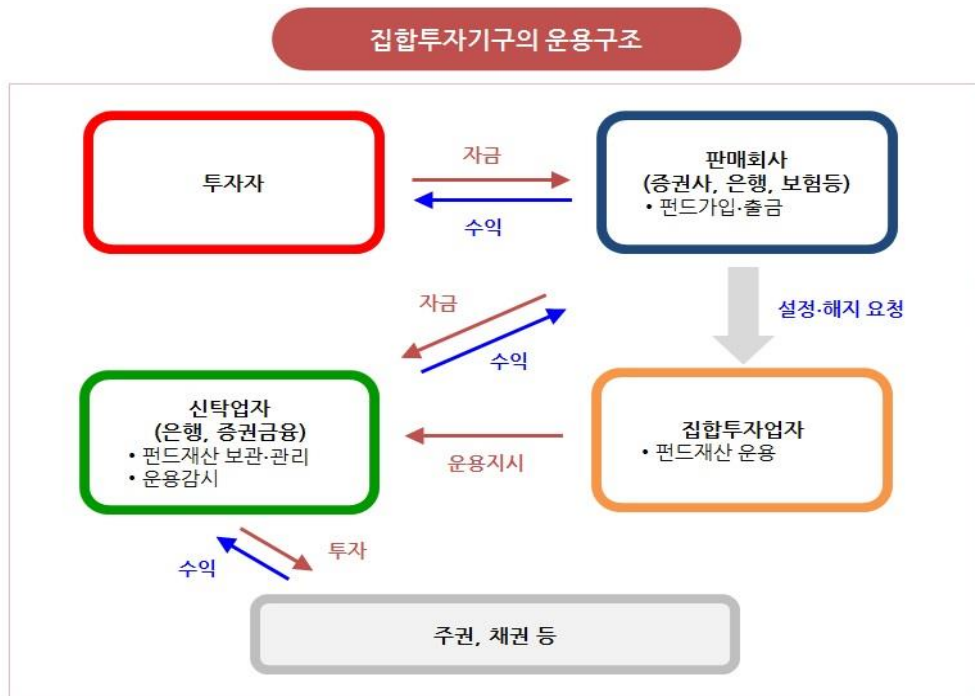 집합투자기구의 운용구조
투자자
자금
수익
판매회사
(증권사, 은행, 보험등)
• 펀드가입·출금
자금
수익
설정·해지 요청
신탁업자
(은행, 증권금융)
• 펀드재산 보관·관리
• 운용감시
운용지시
집합투자업자
• 펀드재산 운용
수익
투자
주권, 채권 등